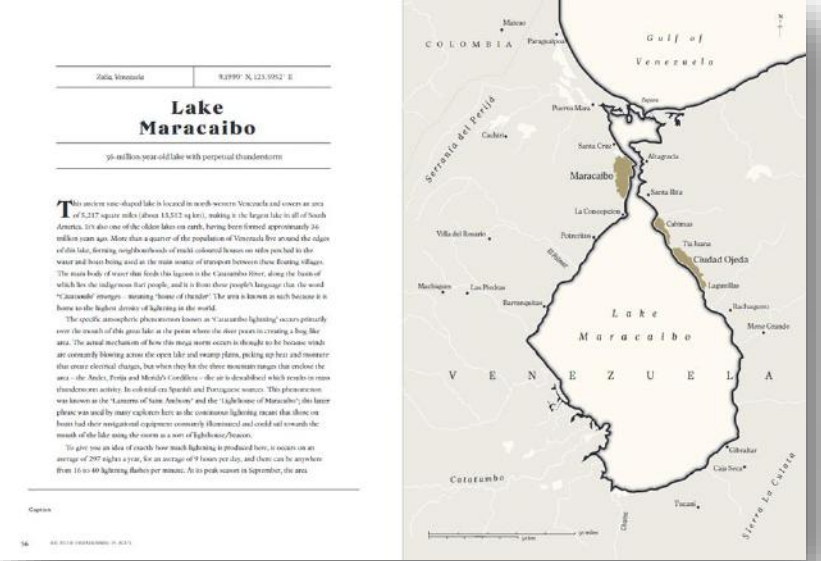 Zulia, Venezuela
9.1999° N, 123.5952° E
Lake
Maracaibo
36-million-year-old lake with perpetual thunderstorm
This ancient vase-shaped lake is located in north-western Venezuela and covers an area
of 5,217 square miles (about 13,512 sq km), making it the largest lake in all of South
America. It's also one of the oldest lakes on earth, having been formed approximately 36
million years ago. More than a quarter of the population of Venezuela live around the edges
of this lake, forming neighbourhoods of multi-coloured houses on stilts perched in the
water and boats being used as the main source of transport between these floating villages.
The main body of water that feeds this lagoon is the Catatumbo River, along the basin of
which lies the indigenous Bari people, and it is from these people's language that the word
'Catatumbo' emerges – meaning 'house of thunder'. The area is known as such because it is
home to the highest density of lightning in the world.
The specific atmospheric phenomenon known as 'Catatumbo lightning' occurs primarily
over the mouth of this great lake at the point where the river pours in creating a bog-like
area. The actual mechanism of how this mega storm occurs is thought to be because winds
are constantly blowing across the open lake and swamp plains, picking up heat and moisture
that create electrical charges, but when they hit the three mountain ranges that enclose the
area – the Andes, Perija and Merida's Cordillera – the air is destabilised which results in mass
thunderstorm activity. In colonial-era Spanish and Portuguese sources. This phenomenon
was known as the 'Lanterns of Saint Anthony' and the 'Lighthouse of Maracaibo'; this latter
phrase was used by many explorers here as the continuous lightning meant that those on
boats had their navigational equipment constantly illuminated and could sail towards the
mouth of the lake using the storm as a sort of lighthouse/beacon.
To give you an idea of exactly how much lightning is produced here, it occurs on an
average of 297 nights a year, for an average of 9 hours per day, and there can be anywhere
from 16 to 40 lightning flashes per minute. At its peak season in September, the area
Caption
56
N
COLOMBIA
Mateo
Paraguaipoa
Gulf of
Venezuela
Serranía del Perijá
Puerto Mara
Cachiri
Santa Cruz
Altagracia
Maracaibo
Santa Rita
La Concepcion
Cabimas
Villa del Rosario
Potreritos
Tia Juana
Ciudad Ojeda
El Palmar
Lagunillas
Machiques
Las Piedras
Barranquitas
Bachaquero
Lake
Maracaibo
Mene Grande
VENEZUELA
Gibraltar
Caja Seca
Catatumbo
Tucani
Chama
Sierra La Culata
50 miles
50 km